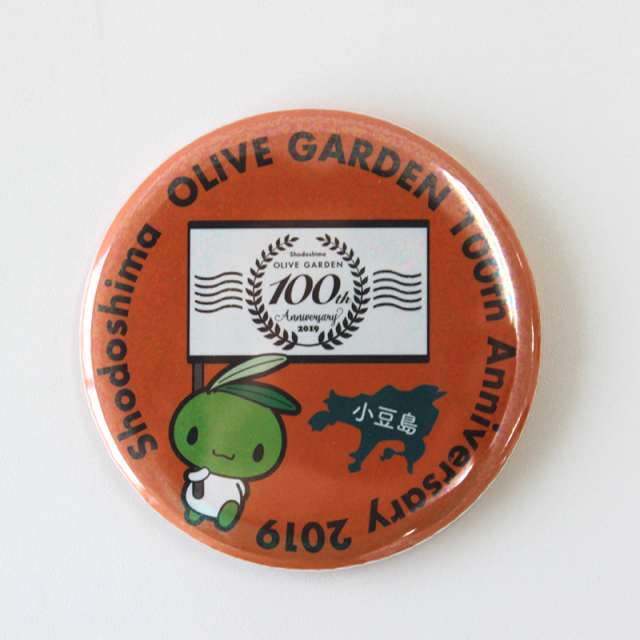 Shodoshima OLIVE GARDEN 100th Anniversary 2019
Shodoshima
OLIVE GARDEN
100th
Anniversary
2019
小豆島